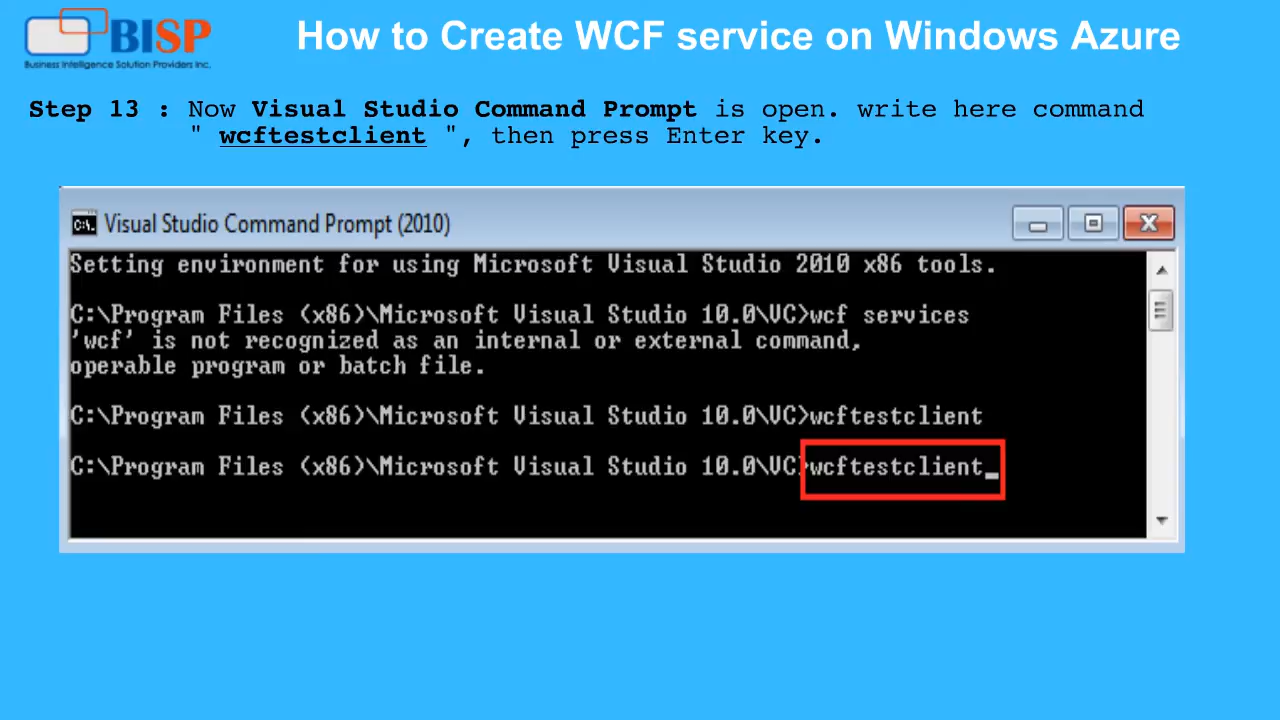 BISP
Business Intelligence Solution Providers Inc.
How to Create WCF service on Windows Azure
Step 13 : Now Visual Studio Command Prompt is open. write here command
" wcftestclient ", then press Enter key.
C:\.
Visual Studio Command Prompt (2010)
Setting environment for using Microsoft Visual Studio 2010 x86 tools.
C:\Program Files (x86)\Microsoft Visual Studio 10.0\VC>wcf services
'wcf' is not recognized as an internal or external command,
operable program or batch file.
C:\Program Files (x86)\Microsoft Visual Studio 10.0\VC>wcftestclient
C:\Program Files (x86)\Microsoft Visual Studio 10.0\VC>wcftestclient_